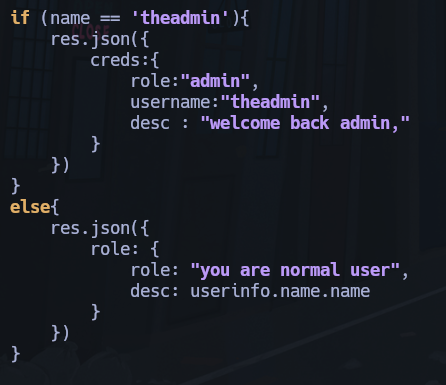 if (name == 'theadmin'){
    res.json({
        creds:{
            role:"admin",
            username:"theadmin",
            desc : "welcome back admin,"
        }
    })
}
else{
    res.json({
        role: {
            role: "you are normal user",
            desc: userinfo.name.name
        }
    })
}